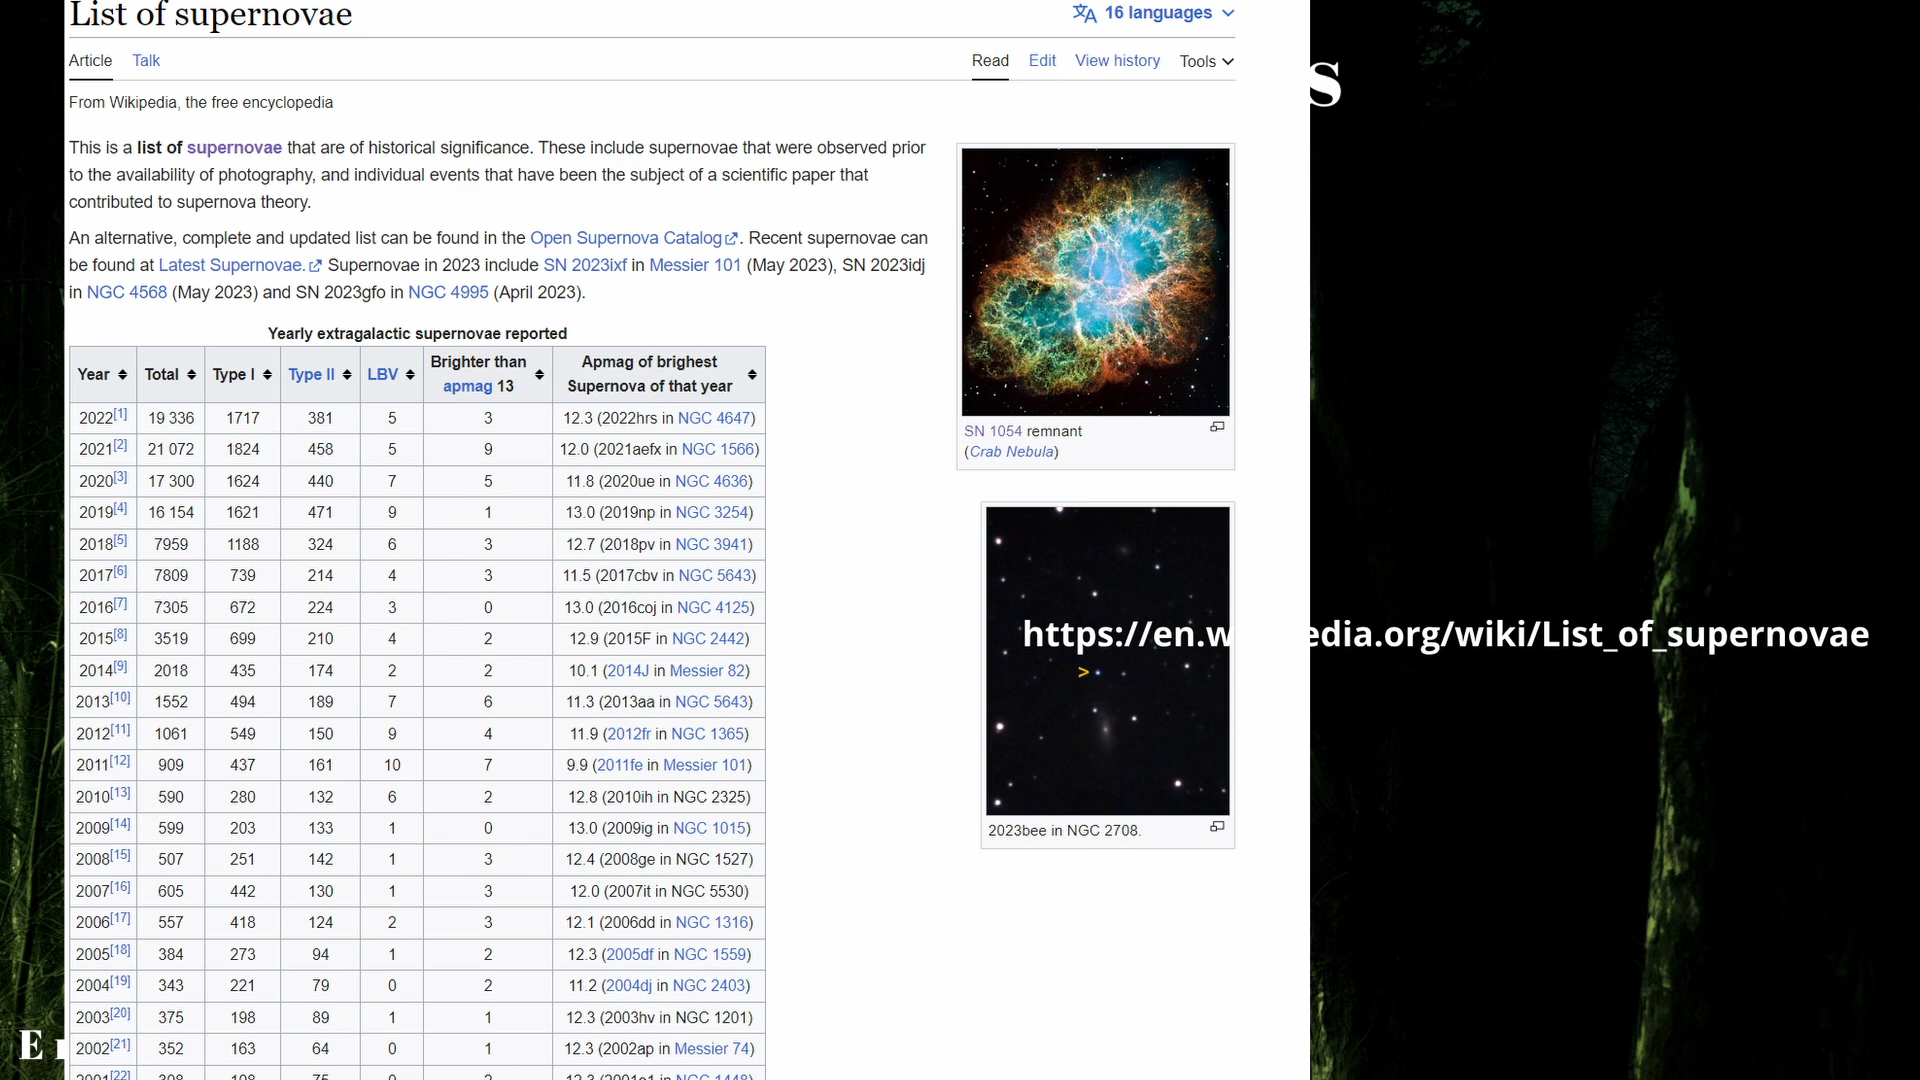 List of supernovae
16 languages
Article Talk Read Edit View history Tools
S
From Wikipedia, the free encyclopedia
This is a list of supernovae that are of historical significance. These include supernovae that were observed prior
to the availability of photography, and individual events that have been the subject of a scientific paper that
contributed to supernova theory.
An alternative, complete and updated list can be found in the Open Supernova Catalog. Recent supernovae can
be found at Latest Supernovae. Supernovae in 2023 include SN 2023ixf in Messier 101 (May 2023), SN 2023idj
in NGC 4568 (May 2023) and SN 2023gfo in NGC 4995 (April 2023).
SN 1054 remnant
(Crab Nebula)
Yearly extragalactic supernovae reported
Year Total Type I Type II LBV Brighter than apmag 13 Apmag of brighest Supernova of that year
2022[1] 19 336 1717 381 5 3 12.3 (2022hrs in NGC 4647)
2021[2] 21 072 1824 458 5 9 12.0 (2021aefx in NGC 1566)
2020[3] 17 300 1624 440 7 5 11.8 (2020ue in NGC 4636)
2019[4] 16 154 1621 471 9 1 13.0 (2019np in NGC 3254)
2018[5] 7959 1188 324 6 3 12.7 (2018pv in NGC 3941)
2017[6] 7809 739 214 4 3 11.5 (2017cbv in NGC 5643)
2016[7] 7305 672 224 3 0 13.0 (2016coj in NGC 4125)
2015[8] 3519 699 210 4 2 12.9 (2015F in NGC 2442)
2014[9] 2018 435 174 2 2 10.1 (2014J in Messier 82)
2013[10] 1552 494 189 7 6 11.3 (2013aa in NGC 5643)
2012[11] 1061 549 150 9 4 11.9 (2012fr in NGC 1365)
2011[12] 909 437 161 10 7 9.9 (2011fe in Messier 101)
2010[13] 590 280 132 6 2 12.8 (2010ih in NGC 2325)
2009[14] 599 203 133 1 0 13.0 (2009ig in NGC 1015)
2008[15] 507 251 142 1 3 12.4 (2008ge in NGC 1527)
2007[16] 605 442 130 1 3 12.0 (2007it in NGC 5530)
2006[17] 557 418 124 2 3 12.1 (2006dd in NGC 1316)
2005[18] 384 273 94 1 2 12.3 (2005df in NGC 1559)
2004[19] 343 221 79 0 2 11.2 (2004dj in NGC 2403)
2003[20] 375 198 89 1 1 12.3 (2003hv in NGC 1201)
2002[21] 352 163 64 0 1 12.3 (2002ap in Messier 74)
https://en.w edia.org/wiki/List_of_supernovae
>
2023bee in NGC 2708.
E